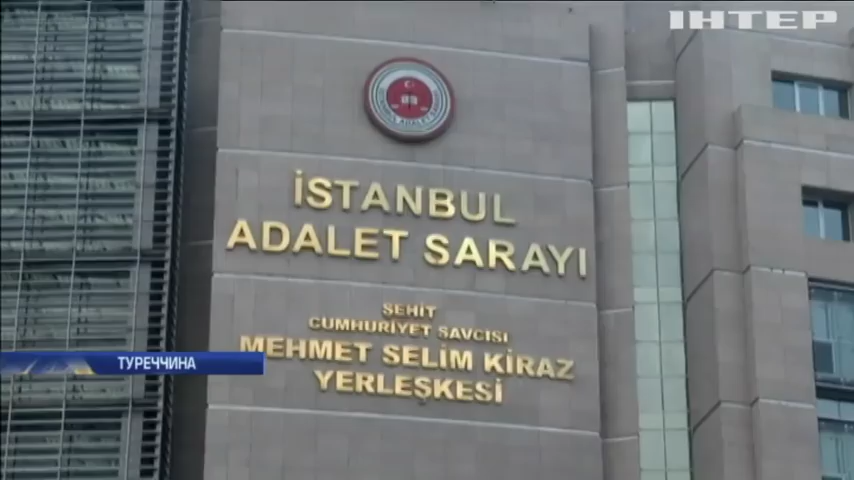 ІНТЕР
İSTANBUL
ADALET SARAYI
ŞEHİT
CUMHURİYET SAVCISI
MEHMET SELİM KİRAZ
YERLEŞKESİ
ТУРЕЧЧИНА